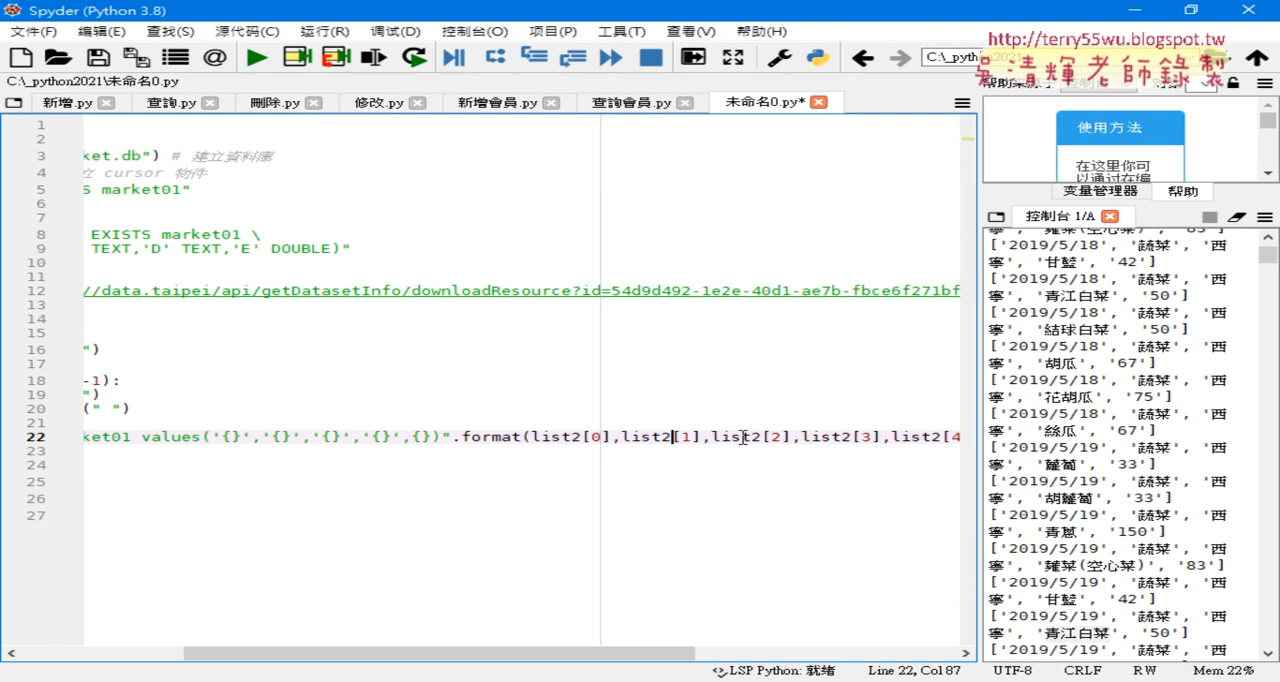 Spyder (Python 3.8)
文件(F) 编辑(E) 查找(S) 源代码(C) 运行(R) 调试(D) 控制台(O) 项目(P) 工具(T) 查看(V) 帮助(H)
http://terry55wu.blogspot.tw
吳清輝老師錄製
C:\_python2021\未命名0.py
新增.py 查詢.py 刪除.py 修改.py 新增會員.py 查詢會員.py 未命名0.py*
1
2
3 ket.db") # 建立資料庫
4 立 cursor 物件
5 S market01"
6
7
8 EXISTS market01 \
9 TEXT,'D' TEXT,'E' DOUBLE)"
10
11
12 //data.taipei/api/getDatasetInfo/downloadResource?id=54d9d492-1e2e-40d1-ae7b-fbce6f271bf
13
14
15
16 ")
17
18 -1):
19 ")
20 (" ")
21
22 ket01 values('{}','{}','{}','{}',{})".format(list2[0],list2[1],list2[2],list2[3],list2[4
23
24
25
26
27
使用方法
在这里你可
以通过在编
变量管理器 帮助
控制台 1/A
寧', '蕹菜(空心菜)', '83']
['2019/5/18', '蔬菜', '西
寧', '甘藍', '42']
['2019/5/18', '蔬菜', '西
寧', '青江白菜', '50']
['2019/5/18', '蔬菜', '西
寧', '結球白菜', '50']
['2019/5/18', '蔬菜', '西
寧', '胡瓜', '67']
['2019/5/18', '蔬菜', '西
寧', '花胡瓜', '75']
['2019/5/18', '蔬菜', '西
寧', '絲瓜', '67']
['2019/5/19', '蔬菜', '西
寧', '蘿蔔', '33']
['2019/5/19', '蔬菜', '西
寧', '胡蘿蔔', '33']
['2019/5/19', '蔬菜', '西
寧', '青蔥', '150']
['2019/5/19', '蔬菜', '西
寧', '蕹菜(空心菜)', '83']
['2019/5/19', '蔬菜', '西
寧', '甘藍', '42']
['2019/5/19', '蔬菜', '西
寧', '青江白菜', '50']
['2019/5/19', '蔬菜', '西
LSP Python: 就绪 Line 22, Col87 UTF-8 CRLF RW Mem 22%